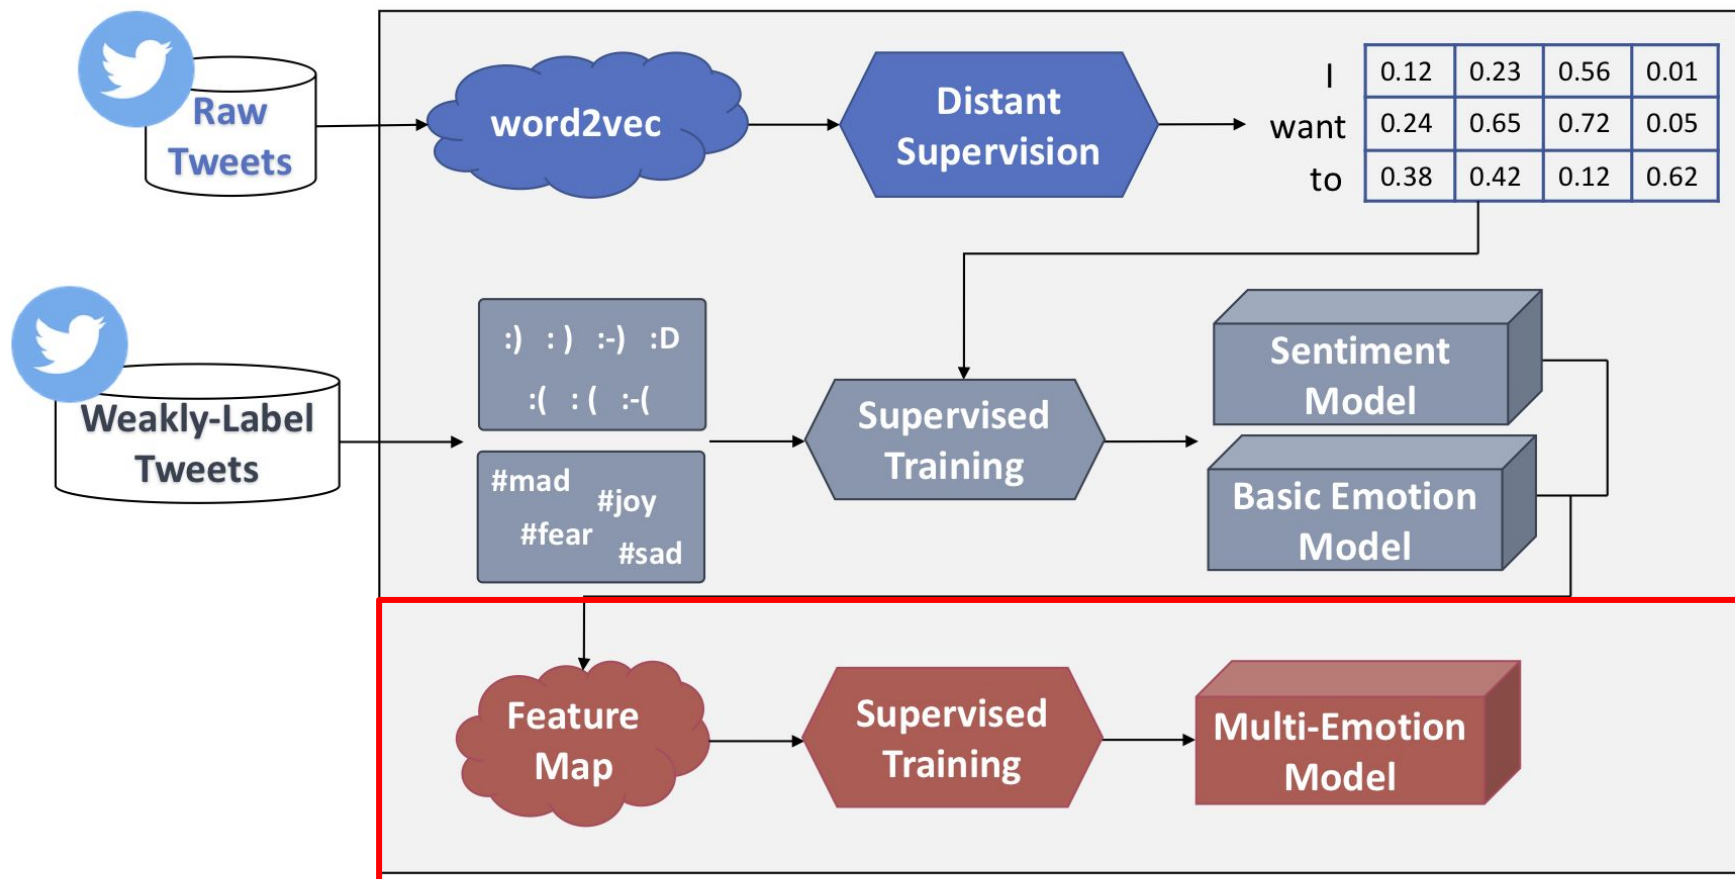 Raw
Tweets
word2vec
Distant
Supervision
I 0.12 0.23 0.56 0.01
want 0.24 0.65 0.72 0.05
to 0.38 0.42 0.12 0.62
Weakly-Label
Tweets
:) : ) :-) :D
:( : ( :-(
#mad
#joy
#fear
#sad
Supervised
Training
Sentiment
Model
Basic Emotion
Model
Feature
Map
Supervised
Training
Multi-Emotion
Model